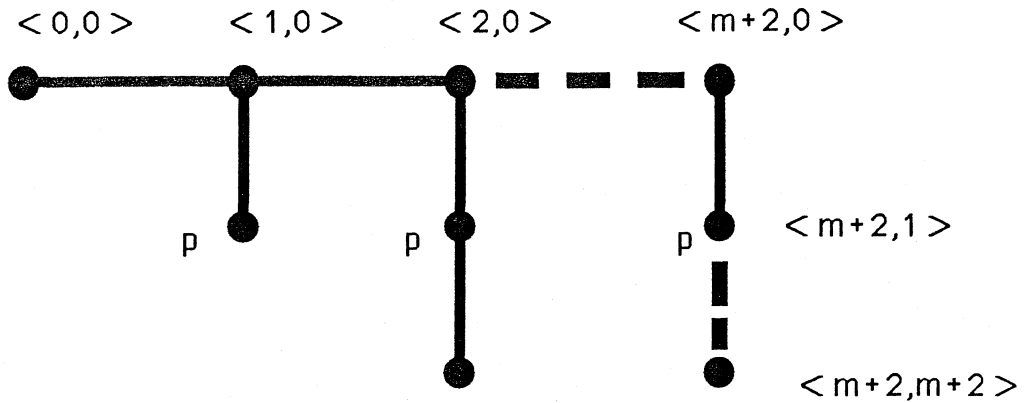 <0,0> <1,0> <2,0> <m+2,0>
p p p <m+2,1>
<m+2,m+2>